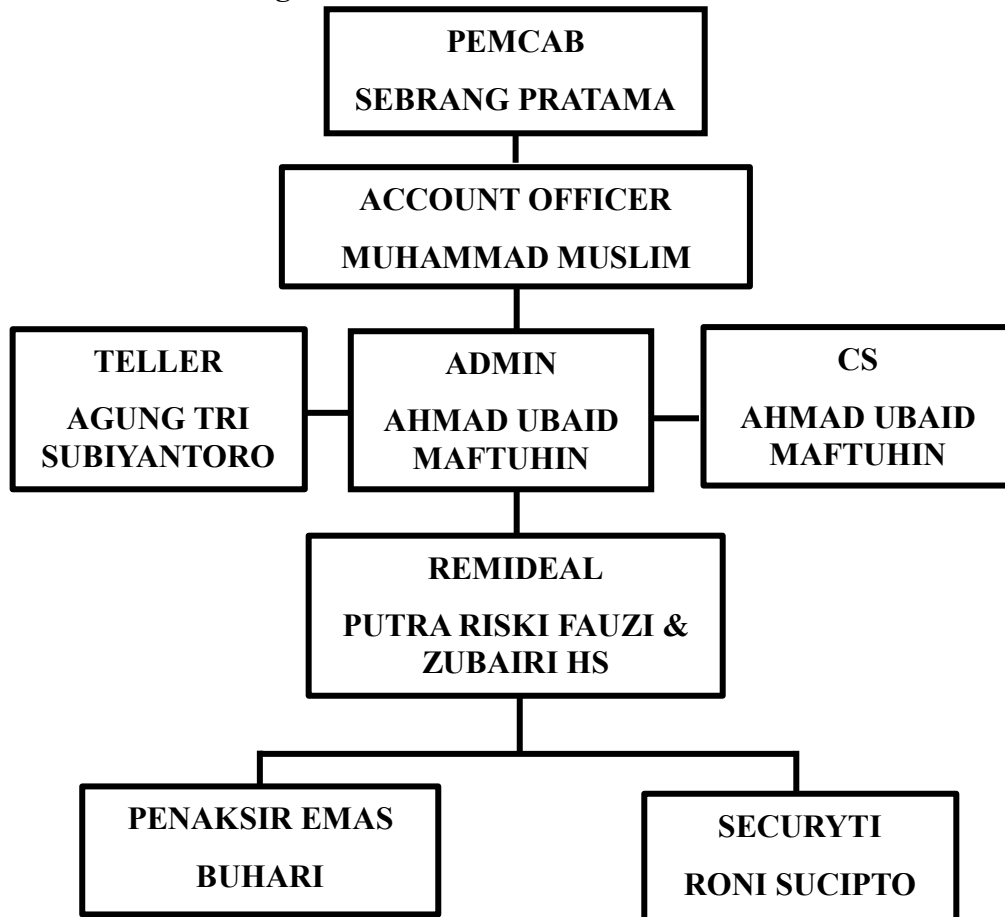 PEMCAB
SEBRANG PRATAMA
ACCOUNT OFFICER
MUHAMMAD MUSLIM
TELLER
AGUNG TRI
SUBIYANTORO
ADMIN
AHMAD UBAID
MAFTUHIN
CS
AHMAD UBAID
MAFTUHIN
REMIDEAL
PUTRA RISKI FAUZI &
ZUBAIRI HS
PENAKSIR EMAS
BUHARI
SECURYTI
RONI SUCIPTO